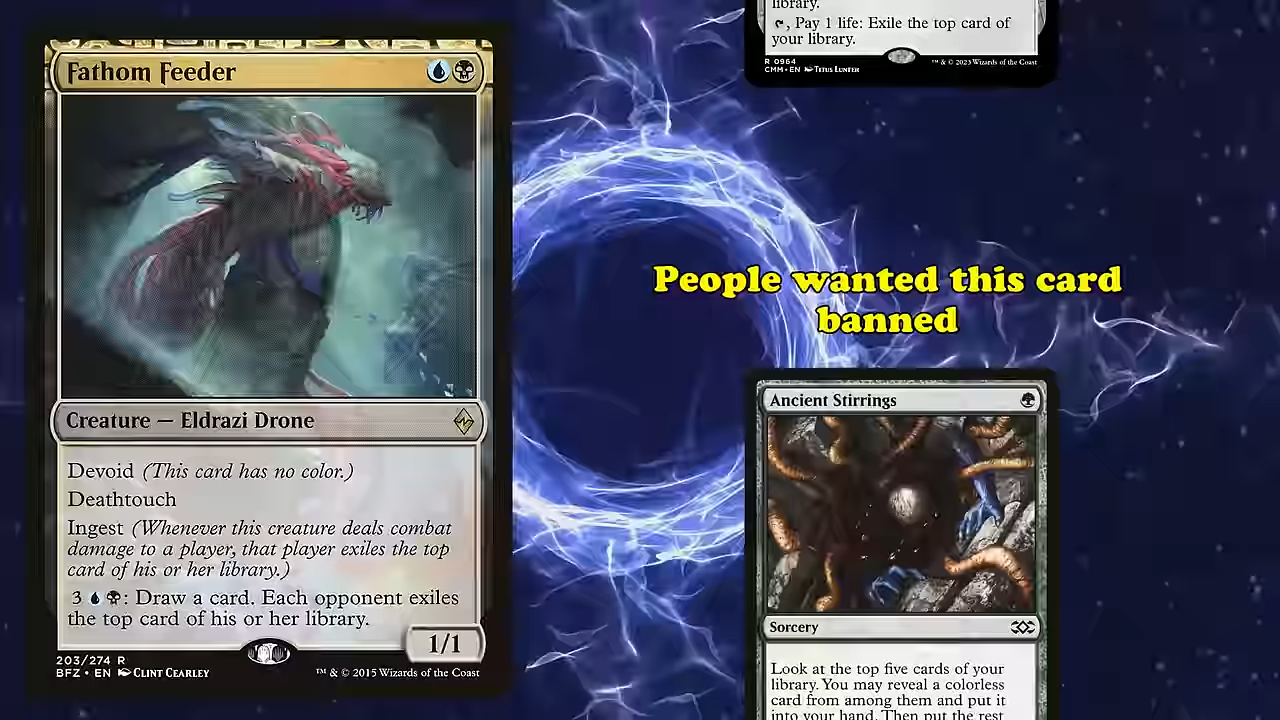 Fathom Feeder
Creature — Eldrazi Drone
Devoid (This card has no color.)
Deathtouch
Ingest (Whenever this creature deals combat
damage to a player, that player exiles the top
card of his or her library.)
3 : Draw a card. Each opponent exiles
the top card of his or her library.
1/1
203/274 R
BFZ • EN CLINT CEARLEY
™ & © 2015 Wizards of the Coast
library.
, Pay 1 life: Exile the top card of
your library.
R 0964
CMM • EN TITUS LUNTER
™ & © 2023 Wizards of the Coast
People wanted this card
banned
Ancient Stirrings
Sorcery
Look at the top five cards of your
library. You may reveal a colorless
card from among them and put it
into your hand. Then put the rest